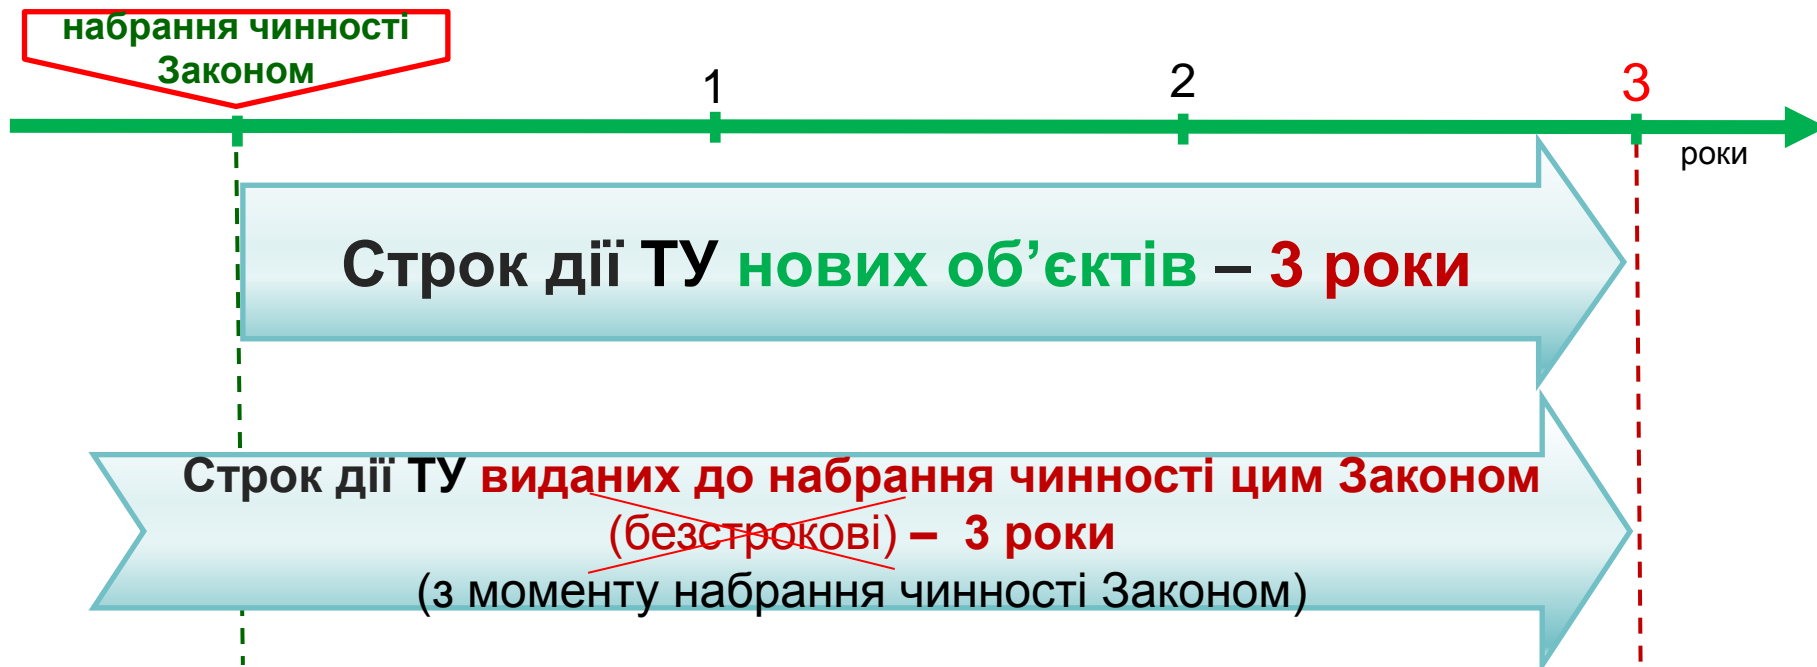 набрання чинності
Законом
1
2
3
роки
Строк дії ТУ нових об’єктів – 3 роки
Строк дії ТУ виданих до набрання чинності цим Законом
(безстрокові) – 3 роки
(з моменту набрання чинності Законом)